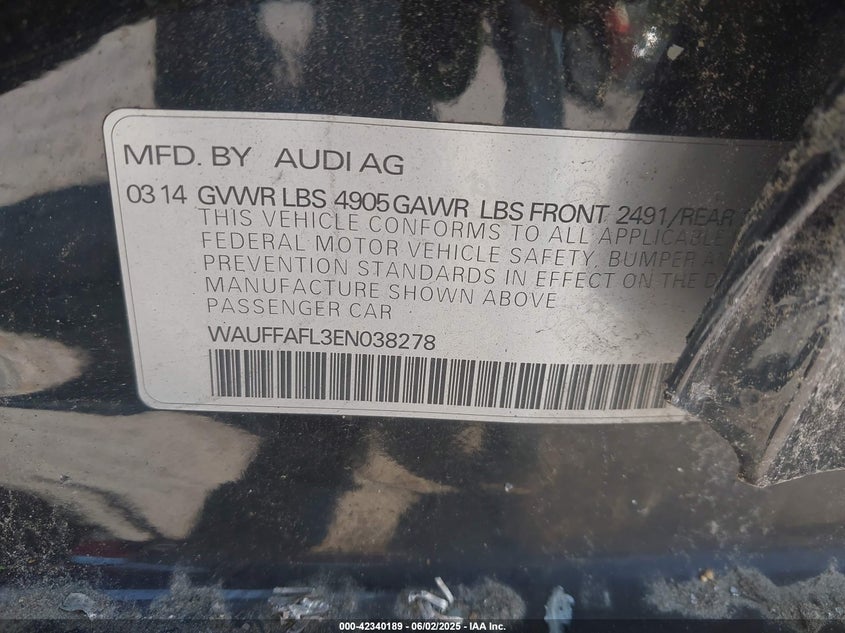 MFD. BY AUDI AG
03 14 GVWR LBS 4905 GAWR LBS FRONT 2491/REAR
THIS VEHICLE CONFORMS TO ALL APPLICABLE
FEDERAL MOTOR VEHICLE SAFETY, BUMPER
PREVENTION STANDARDS IN EFFECT ON THE
MANUFACTURE SHOWN ABOVE
PASSENGER CAR
WAUFFAFL3EN038278
000-42340189 - 06/02/2025 - IAA Inc.